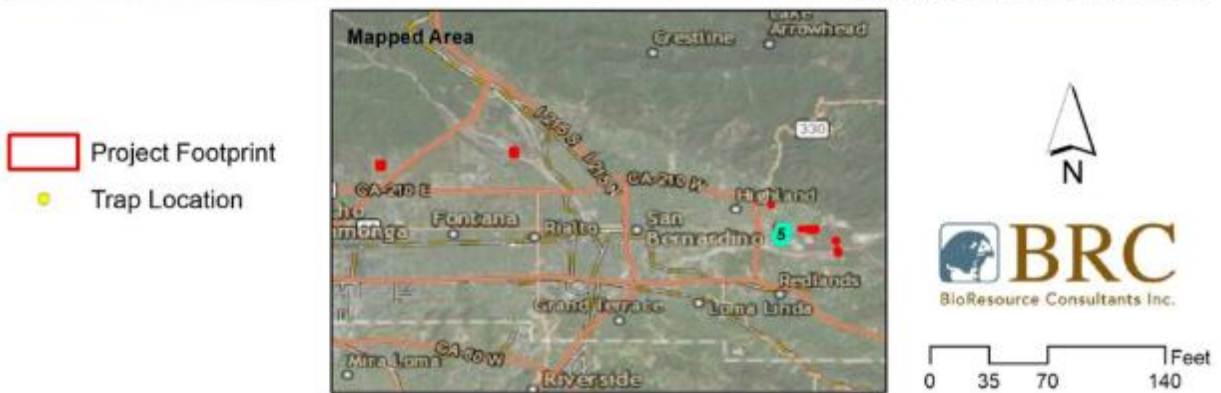 Project Footprint
Trap Location
Mapped Area
Crestline
Lake
Arrowhead
I-215 S
I-215 N
330
CA-210 E
CA-210 W
Highland
Fontana
Rialto
San
Bernardino
5
Redlands
Grand Terrace
Loma Linda
Mira Loma
CA-60 W
Riverside
N
BRC
BioResource Consultants Inc.
Feet
0 35 70 140